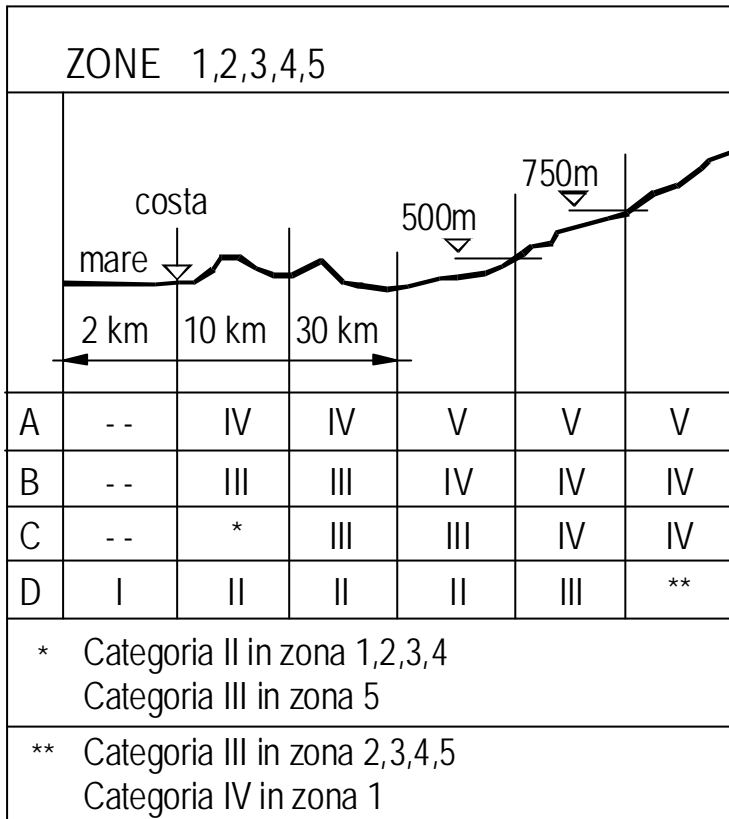 ZONE 1,2,3,4,5
750m
costa
500m
mare
2 km 10 km 30 km
A -- IV IV V V V
B -- III III IV IV IV
C -- * III III IV IV
D I II II II III **
* Categoria II in zona 1,2,3,4
Categoria III in zona 5
** Categoria III in zona 2,3,4,5
Categoria IV in zona 1